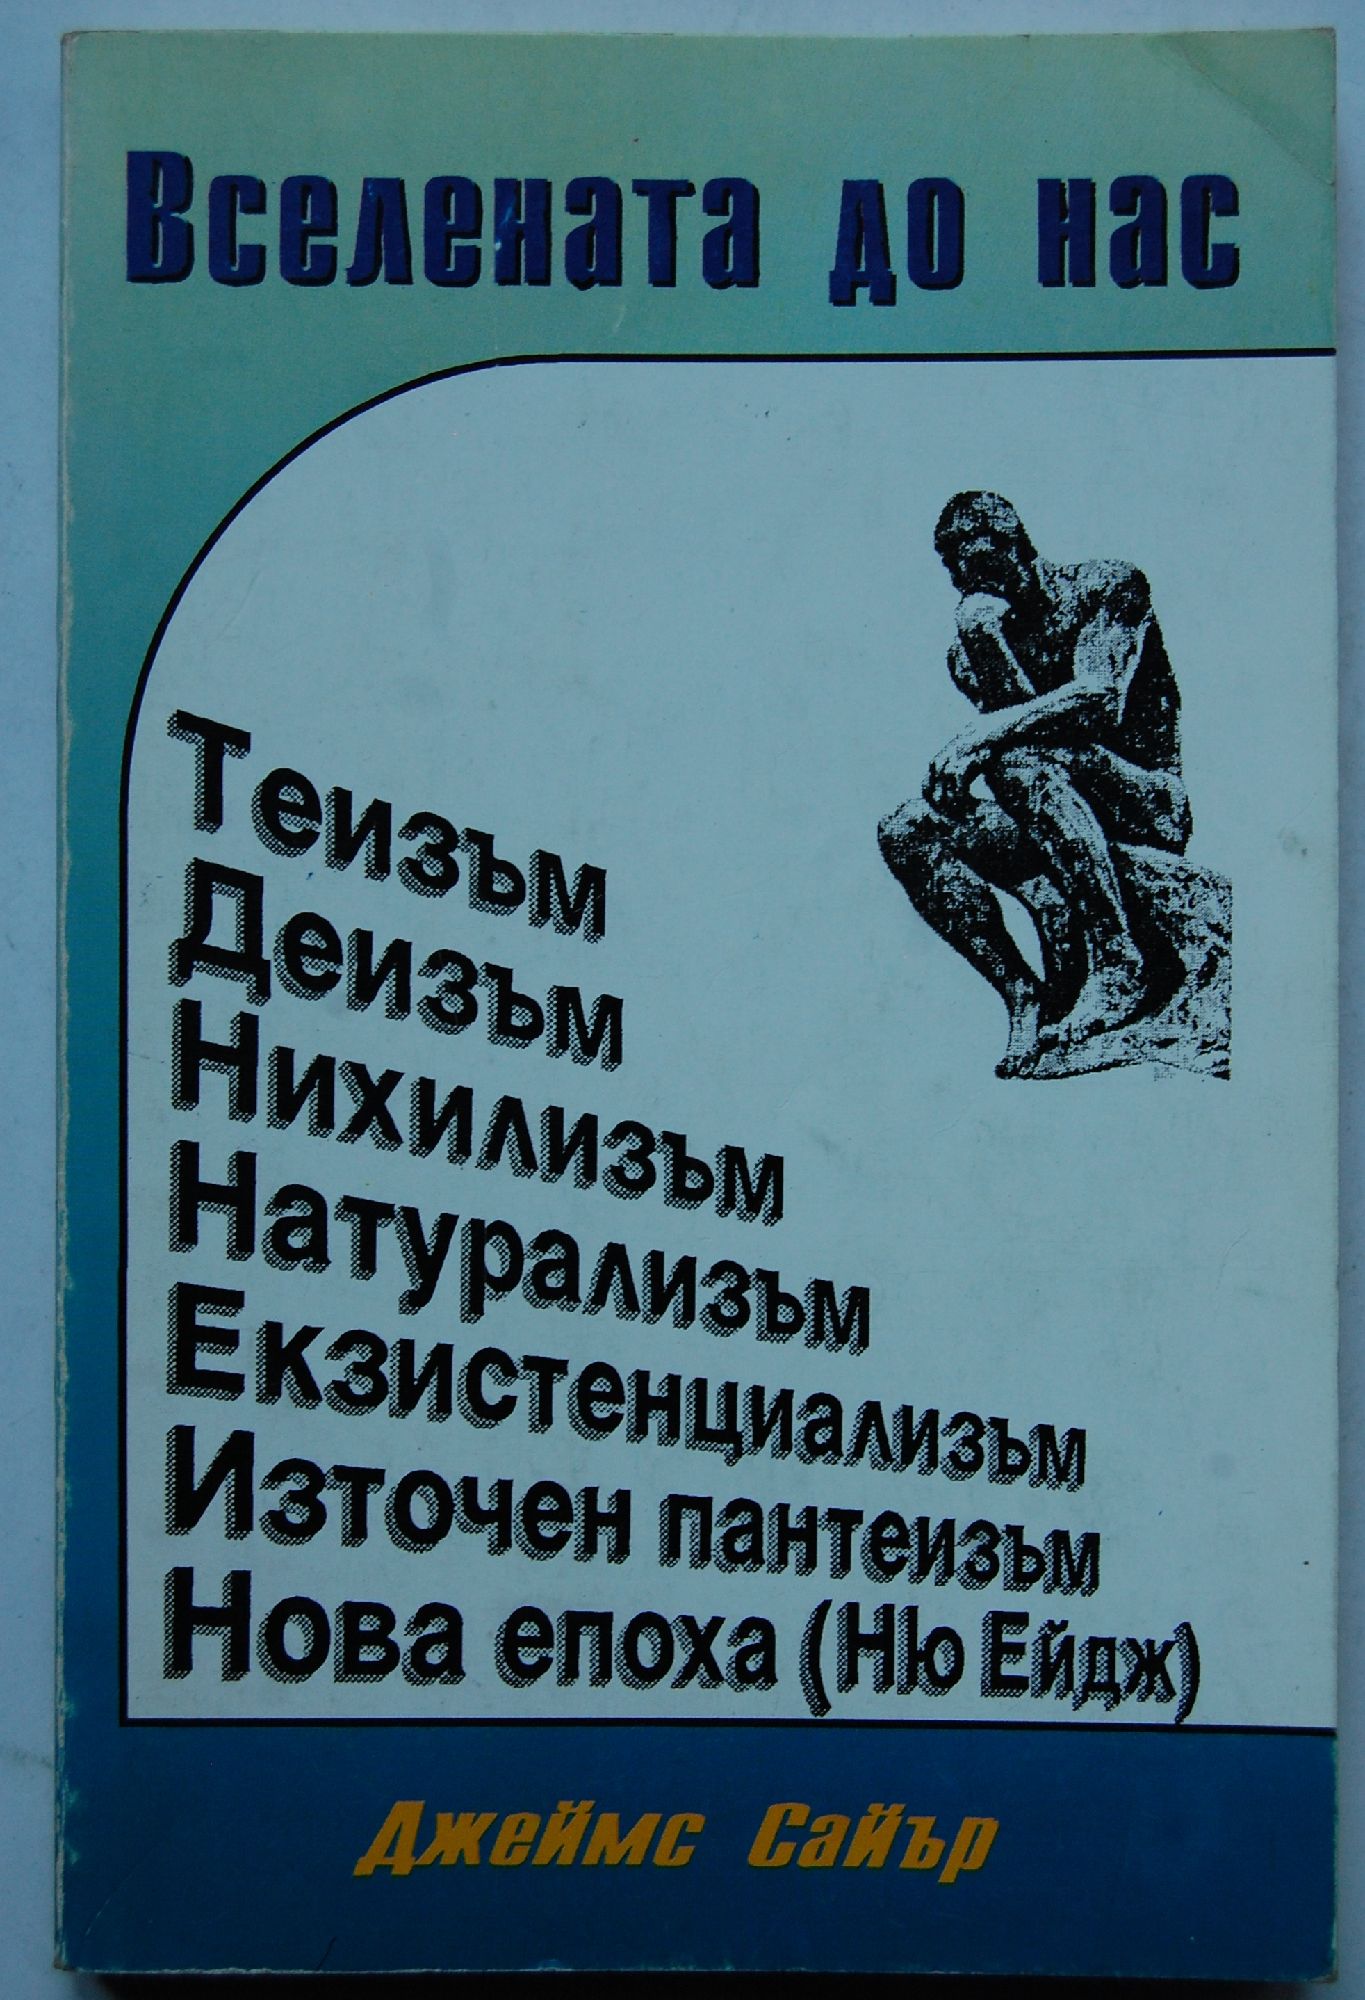 Вселената до нас
Теизъм
Деизъм
Нихилизъм
Натурализъм
Екзистенциализъм
Източен пантеизъм
Нова епоха (Ню Ейдж)
Джеймс Сайър